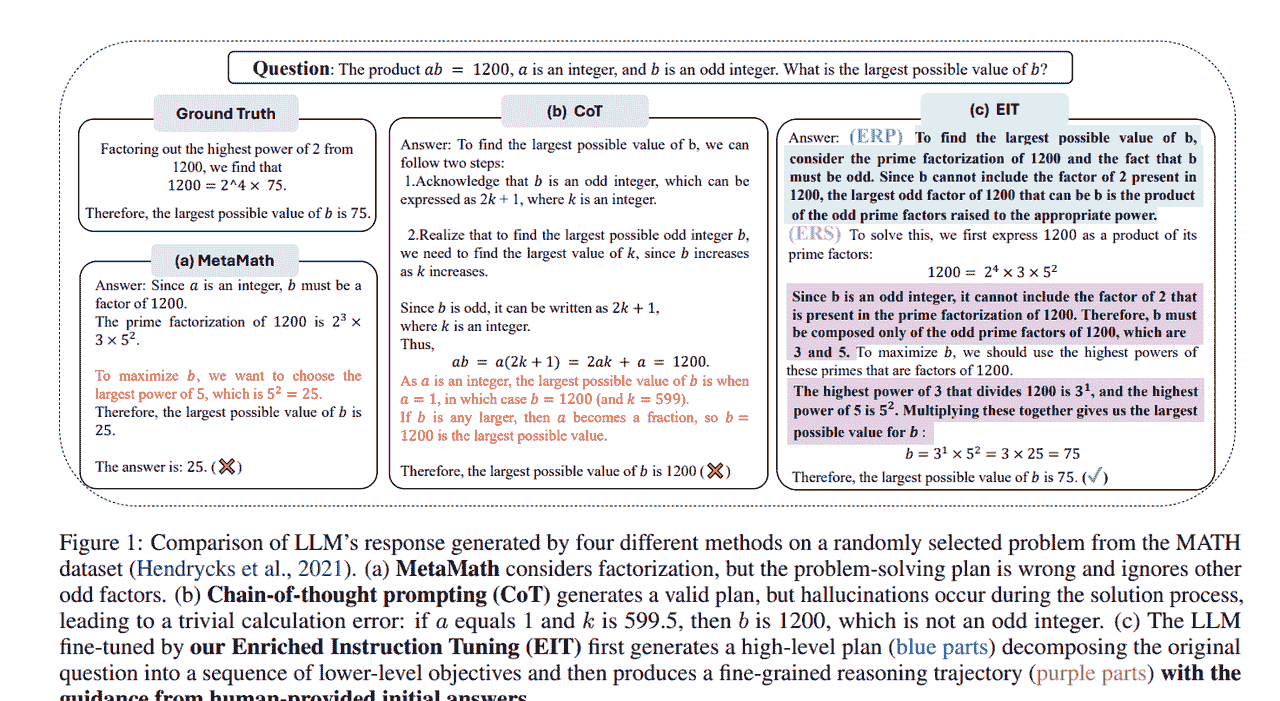 Question: The product ab = 1200, a is an integer, and b is an odd integer. What is the largest possible value of b?
Ground Truth
Factoring out the highest power of 2 from
1200, we find that
1200 = 2^4 × 75.
Therefore, the largest possible value of b is 75.
(a) MetaMath
Answer: Since a is an integer, b must be a
factor of 1200.
The prime factorization of 1200 is 2³ ×
3 × 5².
To maximize b, we want to choose the
largest power of 5, which is 5² = 25.
Therefore, the largest possible value of b is
25.
The answer is: 25. (✗)
(b) CoT
Answer: To find the largest possible value of b, we can
follow two steps:
1.Acknowledge that b is an odd integer, which can be
expressed as 2k + 1, where k is an integer.
2.Realize that to find the largest possible odd integer b,
we need to find the largest value of k, since b increases
as k increases.
Since b is odd, it can be written as 2k + 1,
where k is an integer.
Thus,
ab = a(2k + 1) = 2ak + a = 1200.
As a is an integer, the largest possible value of b is when
a = 1, in which case b = 1200 (and k = 599).
If b is any larger, then a becomes a fraction, so b =
1200 is the largest possible value.
Therefore, the largest possible value of b is 1200 (✗)
(c) EIT
Answer: (ERP) To find the largest possible value of b,
consider the prime factorization of 1200 and the fact that b
must be odd. Since b cannot include the factor of 2 present in
1200, the largest odd factor of 1200 that can be b is the product
of the odd prime factors raised to the appropriate power.
(ERS) To solve this, we first express 1200 as a product of its
prime factors:
1200 = 2⁴ × 3 × 5²
Since b is an odd integer, it cannot include the factor of 2 that
is present in the prime factorization of 1200. Therefore, b must
be composed only of the odd prime factors of 1200, which are
3 and 5. To maximize b, we should use the highest powers of
these primes that are factors of 1200.
The highest power of 3 that divides 1200 is 3¹, and the highest
power of 5 is 5². Multiplying these together gives us the largest
possible value for b :
b = 3¹ × 5² = 3 × 25 = 75
Therefore, the largest possible value of b is 75. (✓)
Figure 1: Comparison of LLM's response generated by four different methods on a randomly selected problem from the MATH
dataset (Hendrycks et al., 2021). (a) MetaMath considers factorization, but the problem-solving plan is wrong and ignores other
odd factors. (b) Chain-of-thought prompting (CoT) generates a valid plan, but hallucinations occur during the solution process,
leading to a trivial calculation error: if a equals 1 and k is 599.5, then b is 1200, which is not an odd integer. (c) The LLM
fine-tuned by our Enriched Instruction Tuning (EIT) first generates a high-level plan (blue parts) decomposing the original
question into a sequence of lower-level objectives and then produces a fine-grained reasoning trajectory (purple parts) with the
guidance from human-provided initial answers.